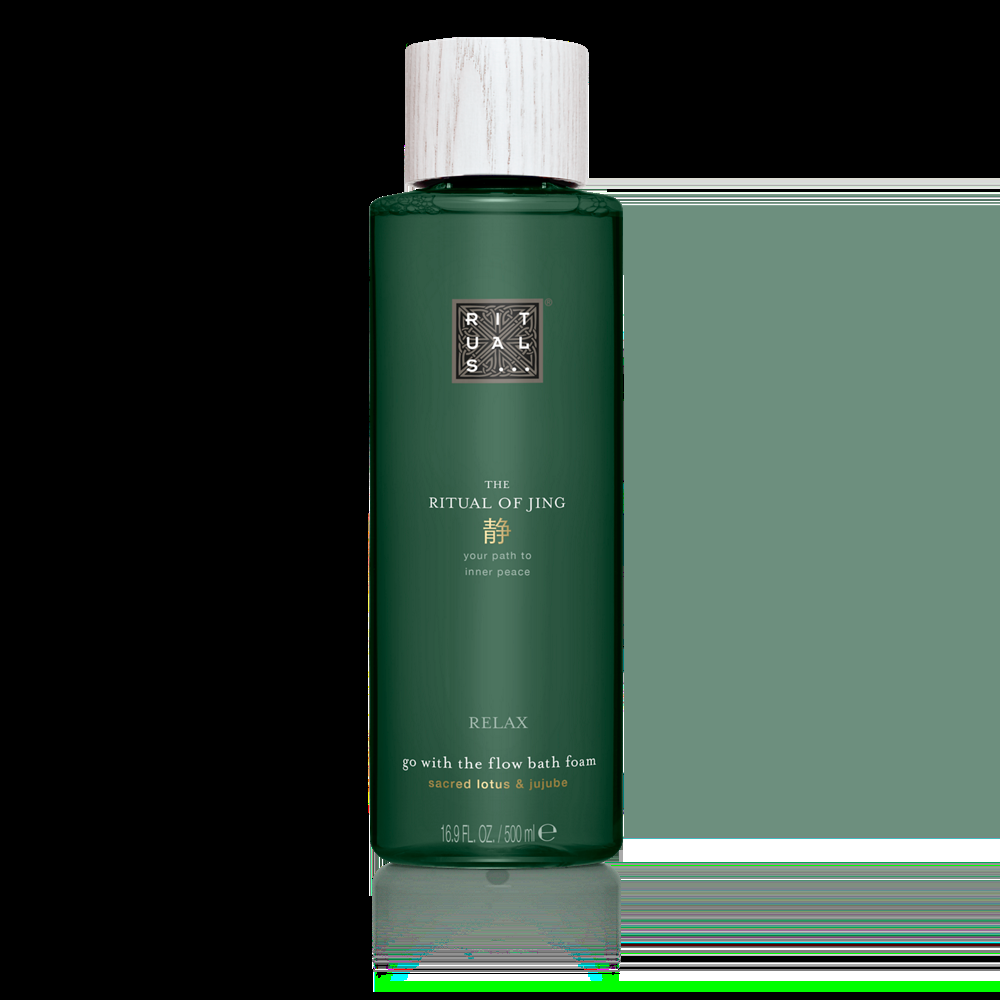 RIT
UAL
S...
®
THE
RITUAL OF JING
静
your path to
inner peace
RELAX
go with the flow bath foam
sacred lotus & jujube
16.9 FL. OZ. / 500 ml ℮